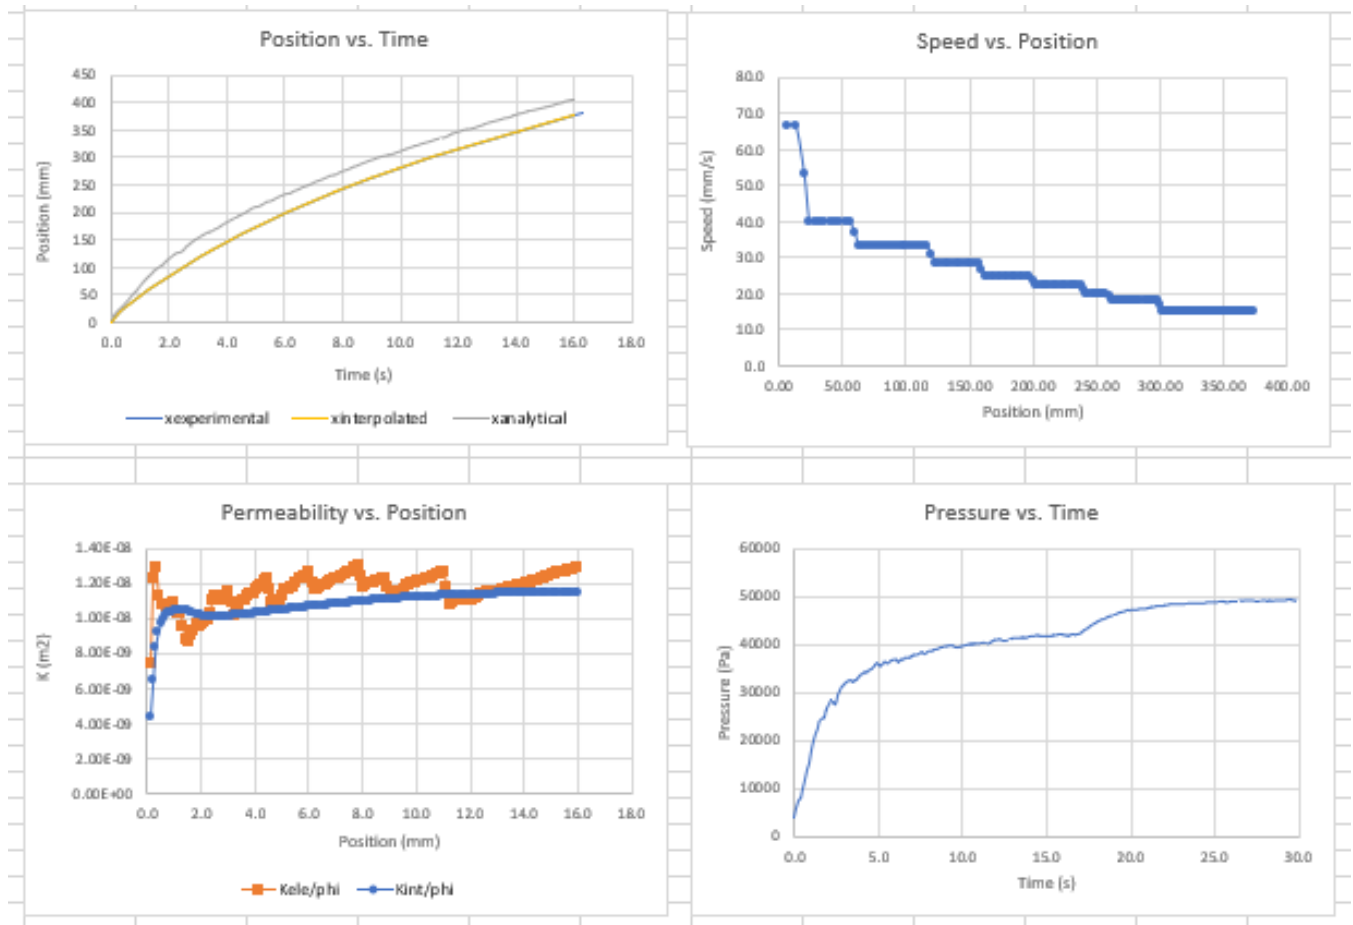 Position vs. Time
450
400
350
300
250
200
150
100
50
0
Position (mm)
0.0 2.0 4.0 6.0 8.0 10.0 12.0 14.0 16.0 18.0
Time (s)
xexperimental xinterpolated xanalytical
Speed vs. Position
80.0
70.0
60.0
50.0
40.0
30.0
20.0
10.0
0.0
Speed (mm/s)
0.00 50.00 100.00 150.00 200.00 250.00 300.00 350.00 400.00
Position (mm)
Permeability vs. Position
1.40E-08
1.20E-08
1.00E-08
8.00E-09
6.00E-09
4.00E-09
2.00E-09
0.00E+00
K (m2)
0.0 2.0 4.0 6.0 8.0 10.0 12.0 14.0 16.0 18.0
Position (mm)
Kele/phi Kint/phi
Pressure vs. Time
60000
50000
40000
30000
20000
10000
0
Pressure (Pa)
0.0 5.0 10.0 15.0 20.0 25.0 30.0
Time (s)